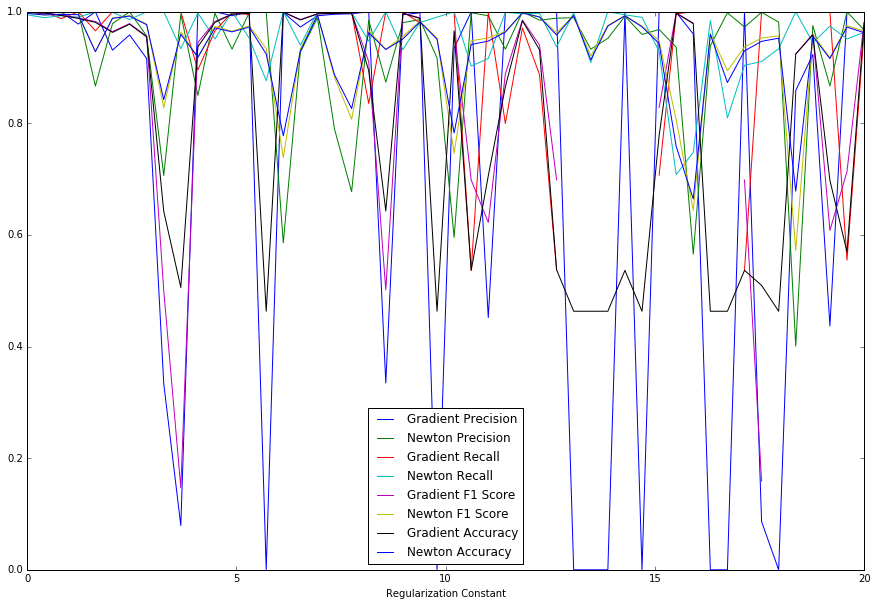 1.0
0.8
0.6
0.4
0.2
0.0
Gradient Precision
Newton Precision
Gradient Recall
Newton Recall
Gradient F1 Score
Newton F1 Score
Gradient Accuracy
Newton Accuracy
0 5 10 15 20
Regularization Constant